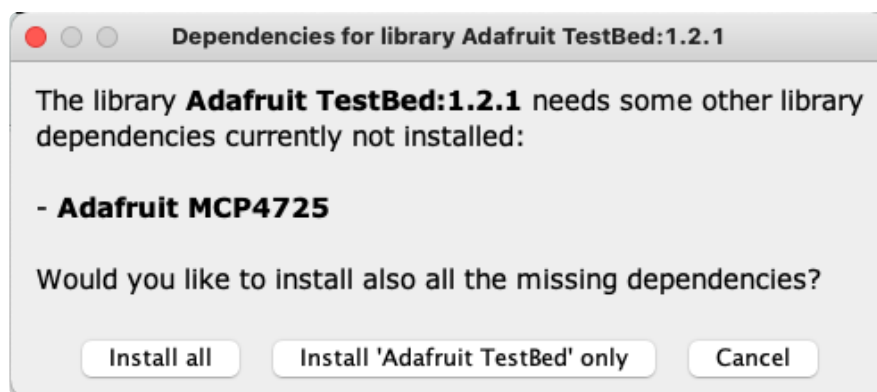 Dependencies for library Adafruit TestBed:1.2.1
The library Adafruit TestBed:1.2.1 needs some other library
dependencies currently not installed:
- Adafruit MCP4725
Would you like to install also all the missing dependencies?
Install all Install 'Adafruit TestBed' only Cancel